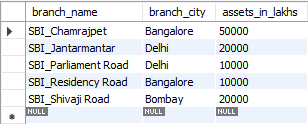 branch_name branch_city assets_in_lakhs
SBI_Chamrajpet Bangalore 50000
SBI_Jantarmantar Delhi 20000
SBI_Parliament Road Delhi 10000
SBI_Residency Road Bangalore 10000
SBI_Shivaji Road Bombay 20000
NULL NULL NULL